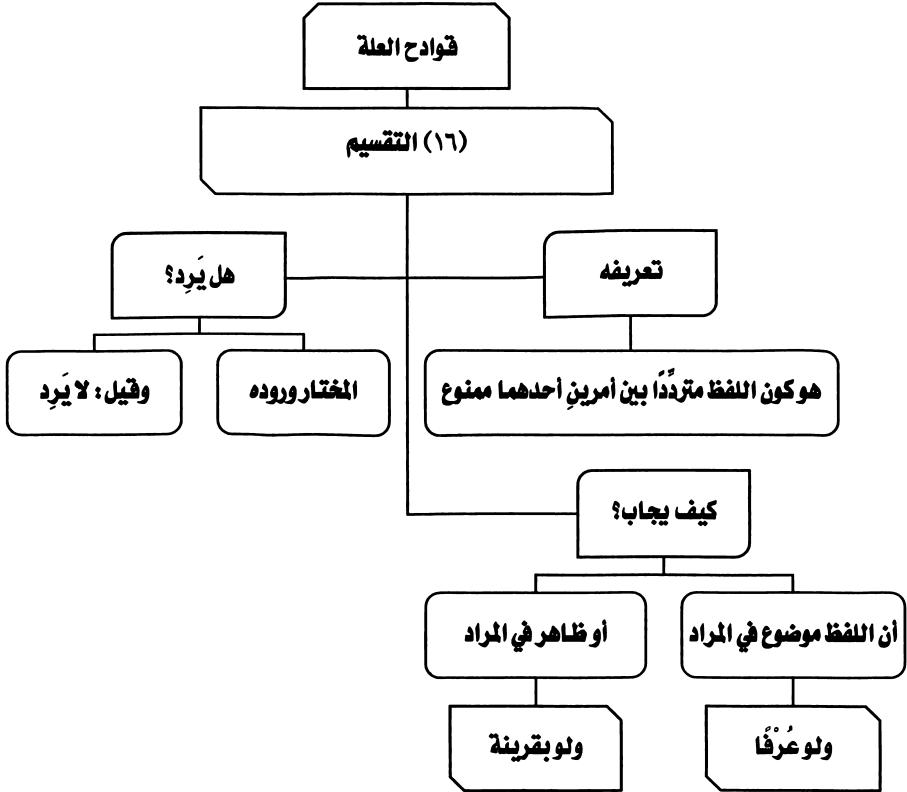 قوادح العلة
(١٦) التقسيم
تعريفه
هل يَرِد؟
هو كون اللفظ متردِّدًا بين أمرينِ أحدهما ممنوع
المختار وروده
وقيل: لا يَرِد
كيف يجاب؟
أن اللفظ موضوع في المراد
أو ظاهر في المراد
ولو عُرْفًا
ولو بقرينة